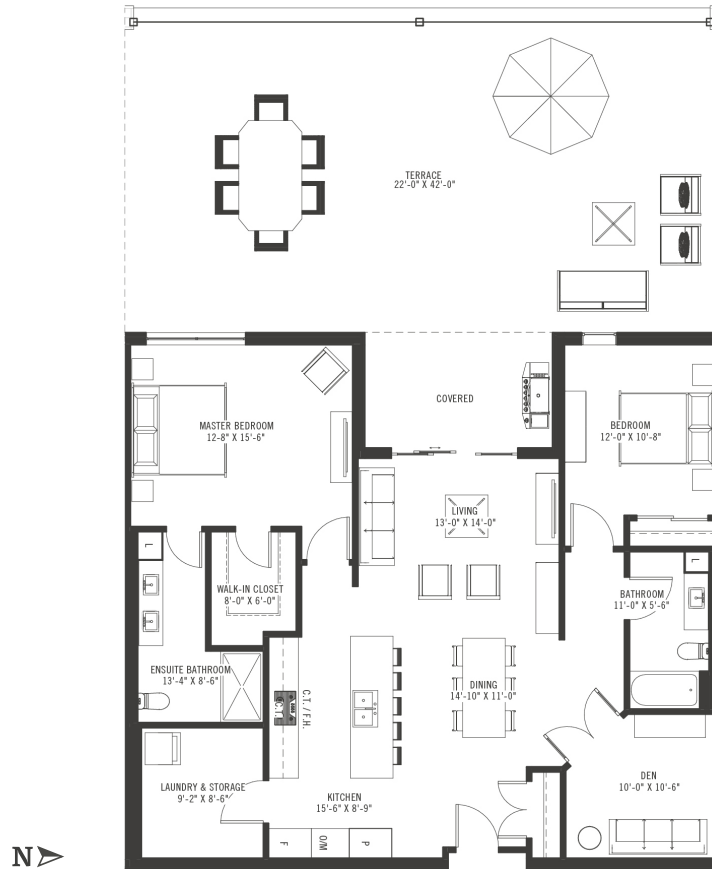 TERRACE
22'-0" X 42'-0"
COVERED
MASTER BEDROOM
12-8" X 15'-6"
BEDROOM
12'-0" X 10'-8"
LIVING
13'-0" X 14'-0"
L
L
WALK-IN CLOSET
8'-0" X 6'-0"
BATHROOM
11'-0" X 5'-6"
ENSUITE BATHROOM
13'-4" X 8'-6"
C.T.
C.T. / F.H.
DINING
14'-10" X 11'-0"
LAUNDRY & STORAGE
9'-2" X 8'-6"
KITCHEN
15'-6" X 8'-9"
DEN
10'-0" X 10'-6"
F
O/M
P
N